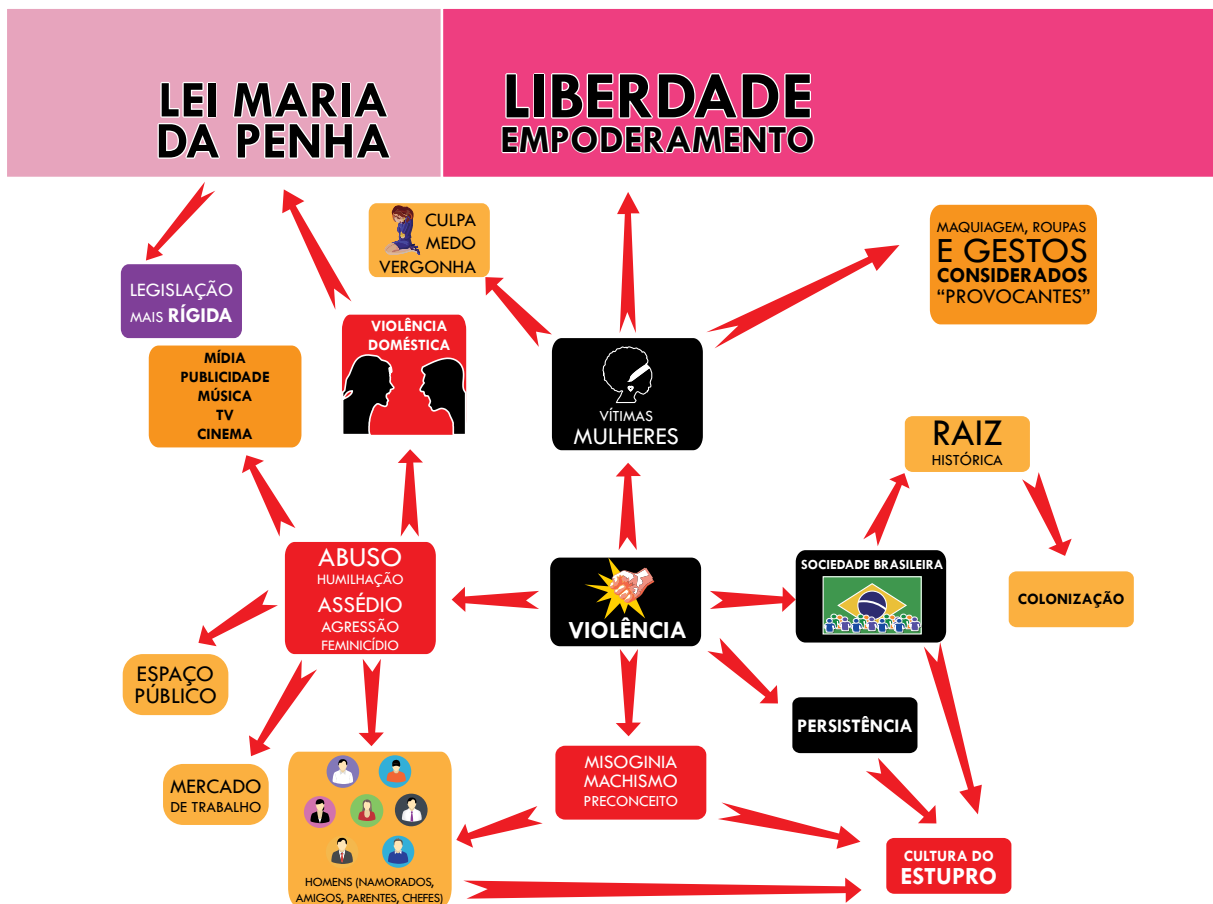 LEI MARIA
DA PENHA
LIBERDADE
EMPODERAMENTO
CULPA
MEDO
VERGONHA
MAQUIAGEM, ROUPAS
E GESTOS
CONSIDERADOS
“PROVOCANTES”
LEGISLAÇÃO
MAIS RÍGIDA
VIOLÊNCIA
DOMÉSTICA
MÍDIA
PUBLICIDADE
MÚSICA
TV
CINEMA
VÍTIMAS
MULHERES
RAIZ
HISTÓRICA
ABUSO
HUMILHAÇÃO
ASSÉDIO
AGRESSÃO
FEMINICÍDIO
VIOLÊNCIA
SOCIEDADE BRASILEIRA
COLONIZAÇÃO
ESPAÇO
PÚBLICO
PERSISTÊNCIA
MERCADO
DE TRABALHO
MISOGINIA
MACHISMO
PRECONCEITO
HOMENS (NAMORADOS,
AMIGOS, PARENTES, CHEFES)
CULTURA DO
ESTUPRO